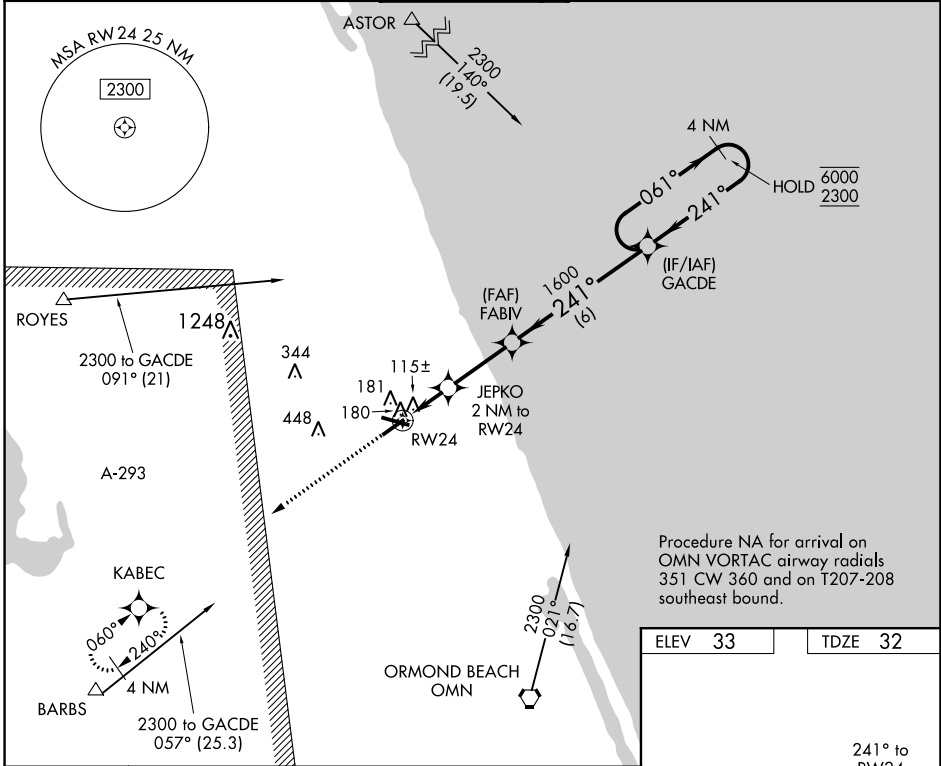 MSA RW24 25 NM
2300
ASTOR
2300
140°
(19.5)
4 NM
061°
241°
HOLD
6000
2300
(IF/IAF)
GACDE
1600
241°
(6)
(FAF)
FABIV
ROYES
2300 to GACDE
091° (21)
1248
344
448
181
180
115±
JEPKO
2 NM to
RW24
RW24
A-293
KABEC
060°
240°
4 NM
BARBS
2300 to GACDE
057° (25.3)
2300
021°
(16.7)
ORMOND BEACH
OMN
Procedure NA for arrival on
OMN VORTAC airway radials
351 CW 360 and on T207-208
southeast bound.
ELEV 33
TDZE 32
241° to
RW24